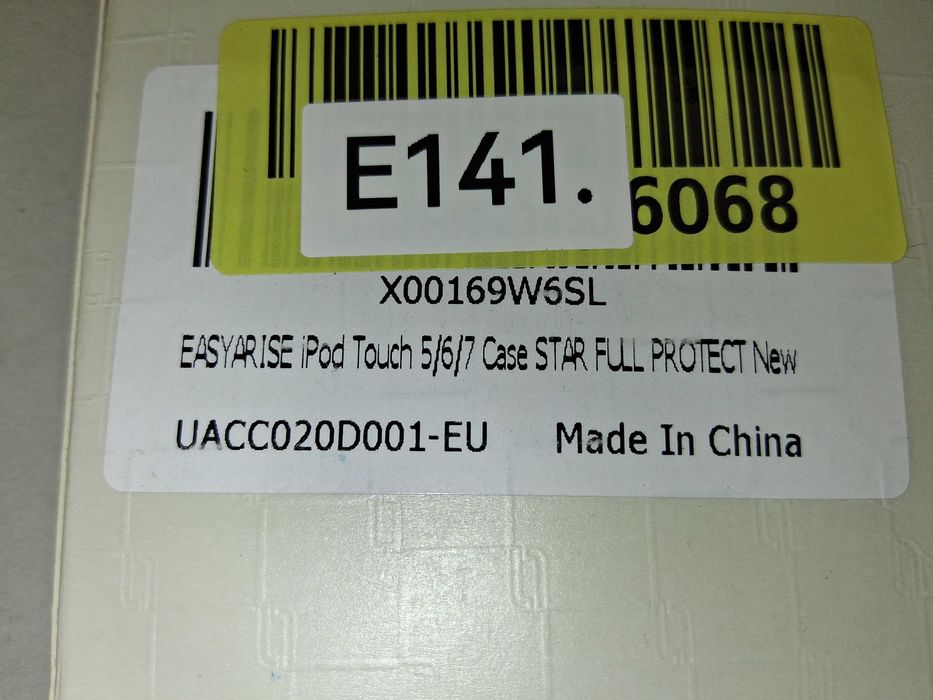 E141.
6068
X00169W6SL
EASYARISE iPod Touch 5/6/7 Case STAR FULL PROTECT New
UACC020D001-EU Made In China